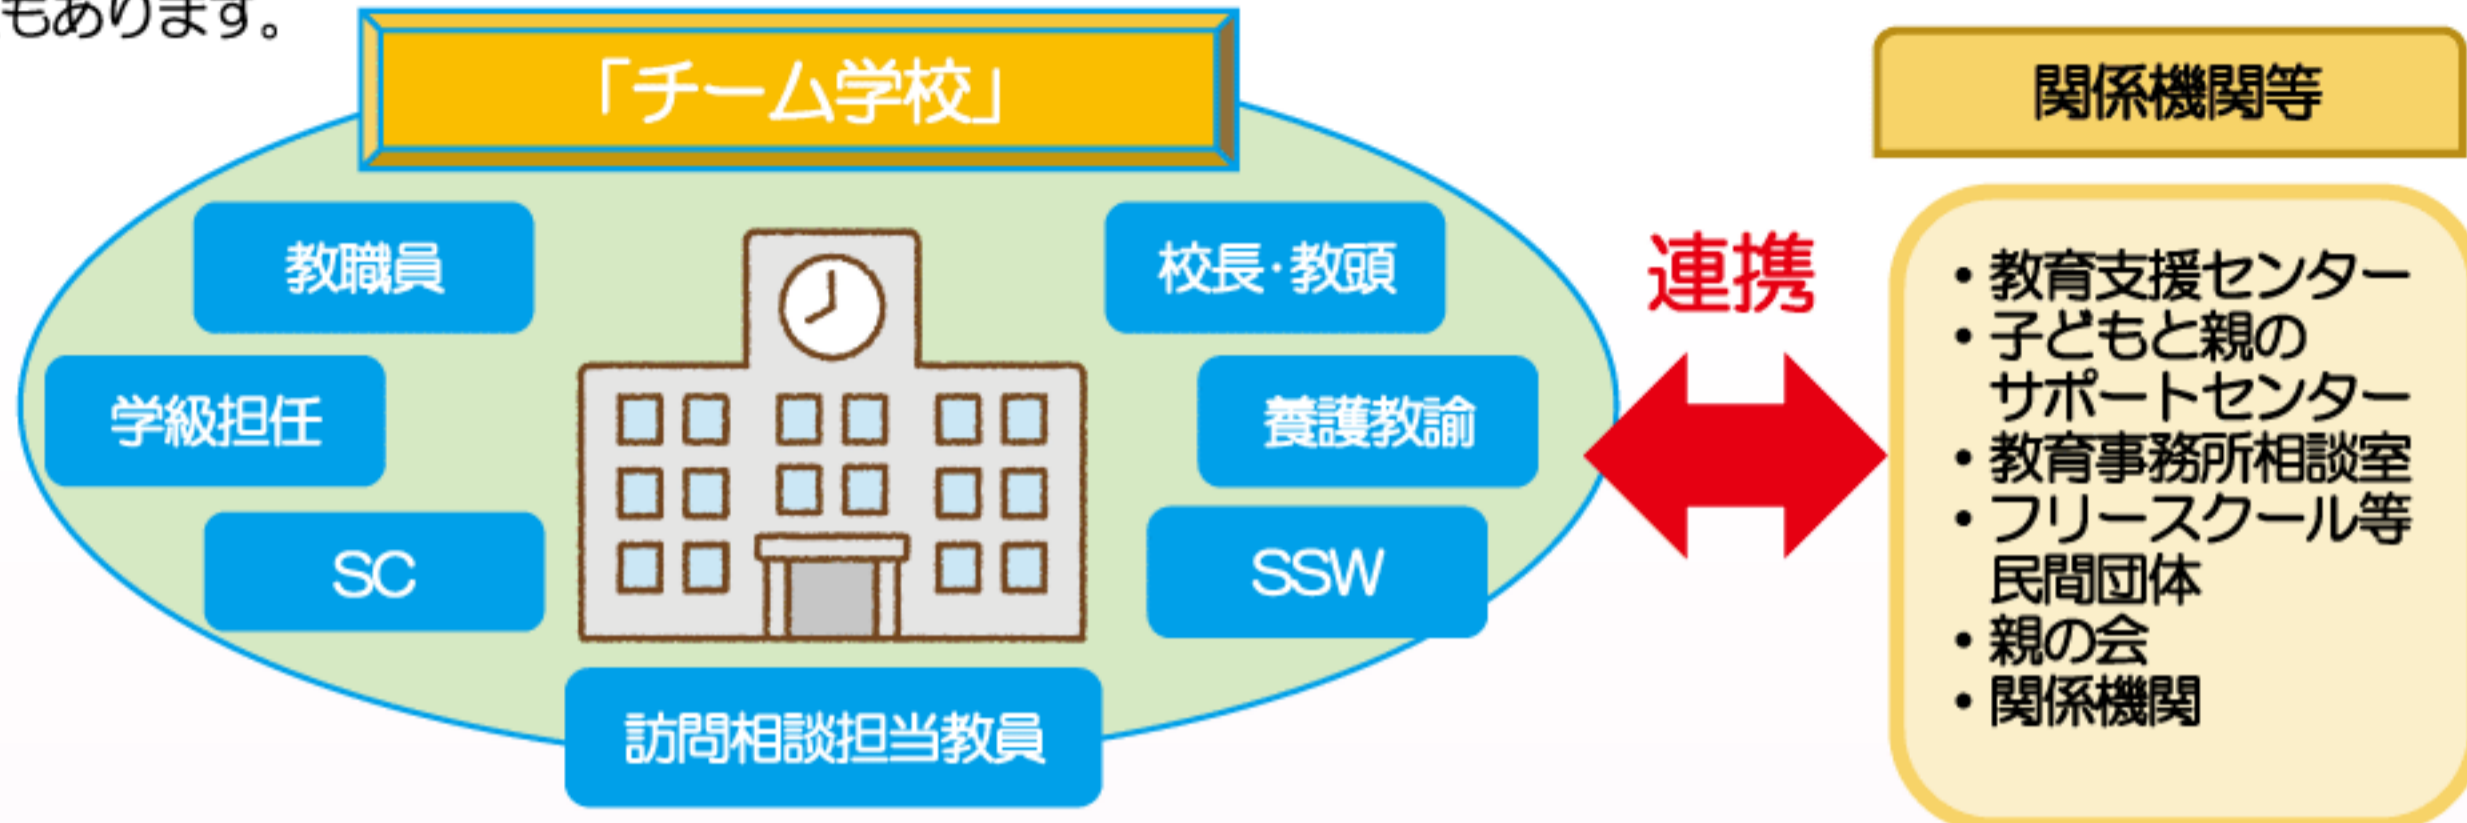 もあります。
「チーム学校」
教職員
校長・教頭
学級担任
養護教諭
SC
SSW
訪問相談担当教員
連携
関係機関等
・教育支援センター
・子どもと親の
サポートセンター
・教育事務所相談室
・フリースクール等
民間団体
・親の会
・関係機関